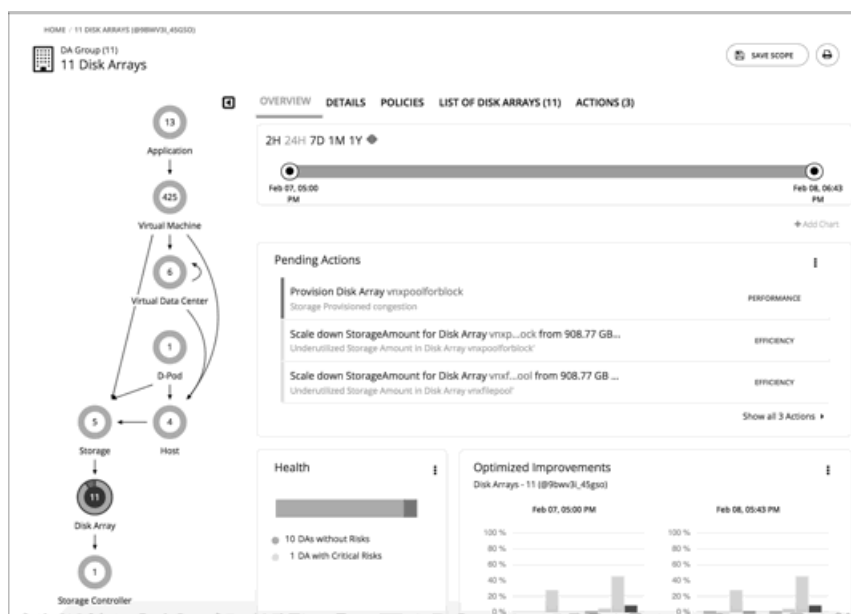 HOME / 11 DISK ARRAYS (@9BWV3I_45GSO)
DA Group (11)
11 Disk Arrays
SAVE SCOPE
OVERVIEW DETAILS POLICIES LIST OF DISK ARRAYS (11) ACTIONS (3)
2H 24H 7D 1M 1Y
Feb 07, 05:00
PM
Feb 08, 06:43
PM
+ Add Chart
13
Application
425
Virtual Machine
6
Virtual Data Center
1
D-Pod
5
Storage
4
Host
11
Disk Array
1
Storage Controller
Pending Actions
Provision Disk Array vnxpoolforblock
Storage Provisioned congestion
PERFORMANCE
Scale down StorageAmount for Disk Array vnxp...ock from 908.77 GB...
Underutilized Storage Amount in Disk Array vnxpoolforblock'
EFFICIENCY
Scale down StorageAmount for Disk Array vnxf...ool from 908.77 GB ...
Underutilized Storage Amount in Disk Array vnxfilepool'
EFFICIENCY
Show all 3 Actions
Health
10 DAs without Risks
1 DA with Critical Risks
Optimized Improvements
Disk Arrays - 11 (@9bwv3i_45gso)
Feb 07, 05:00 PM
100 %
80 %
60 %
40 %
20 %
0 %
Feb 08, 05:43 PM
100 %
80 %
60 %
40 %
20 %
0 %